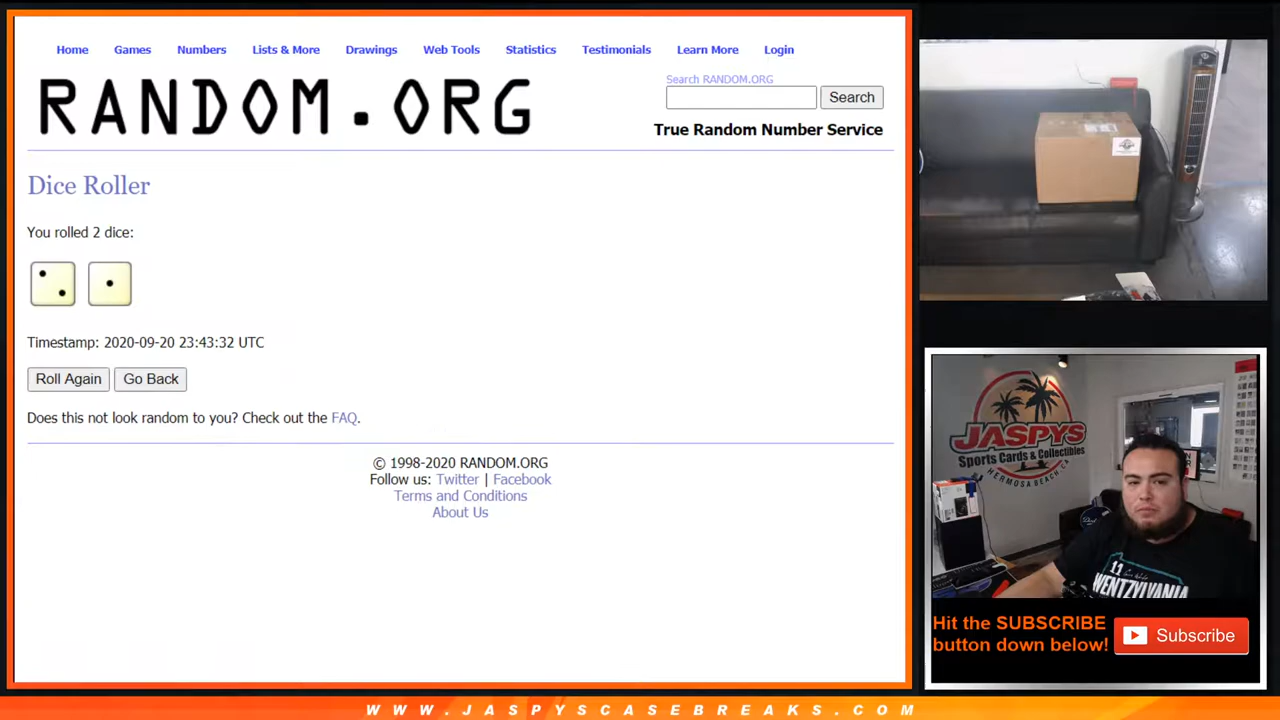 Home Games Numbers Lists & More Drawings Web Tools Statistics Testimonials Learn More Login
RANDOM.ORG
Search RANDOM.ORG
Search
True Random Number Service
Dice Roller
You rolled 2 dice:
Timestamp: 2020-09-20 23:43:32 UTC
Roll Again Go Back
Does this not look random to you? Check out the FAQ.
© 1998-2020 RANDOM.ORG
Follow us: Twitter | Facebook
Terms and Conditions
About Us
JASPYS
Sports Cards & Collectibles
HERMOSA BEACH, CA
11
WENTZYLVANIA
Hit the SUBSCRIBE
button down below!
Subscribe
WWW.JASPYSCASEBREAKS.COM